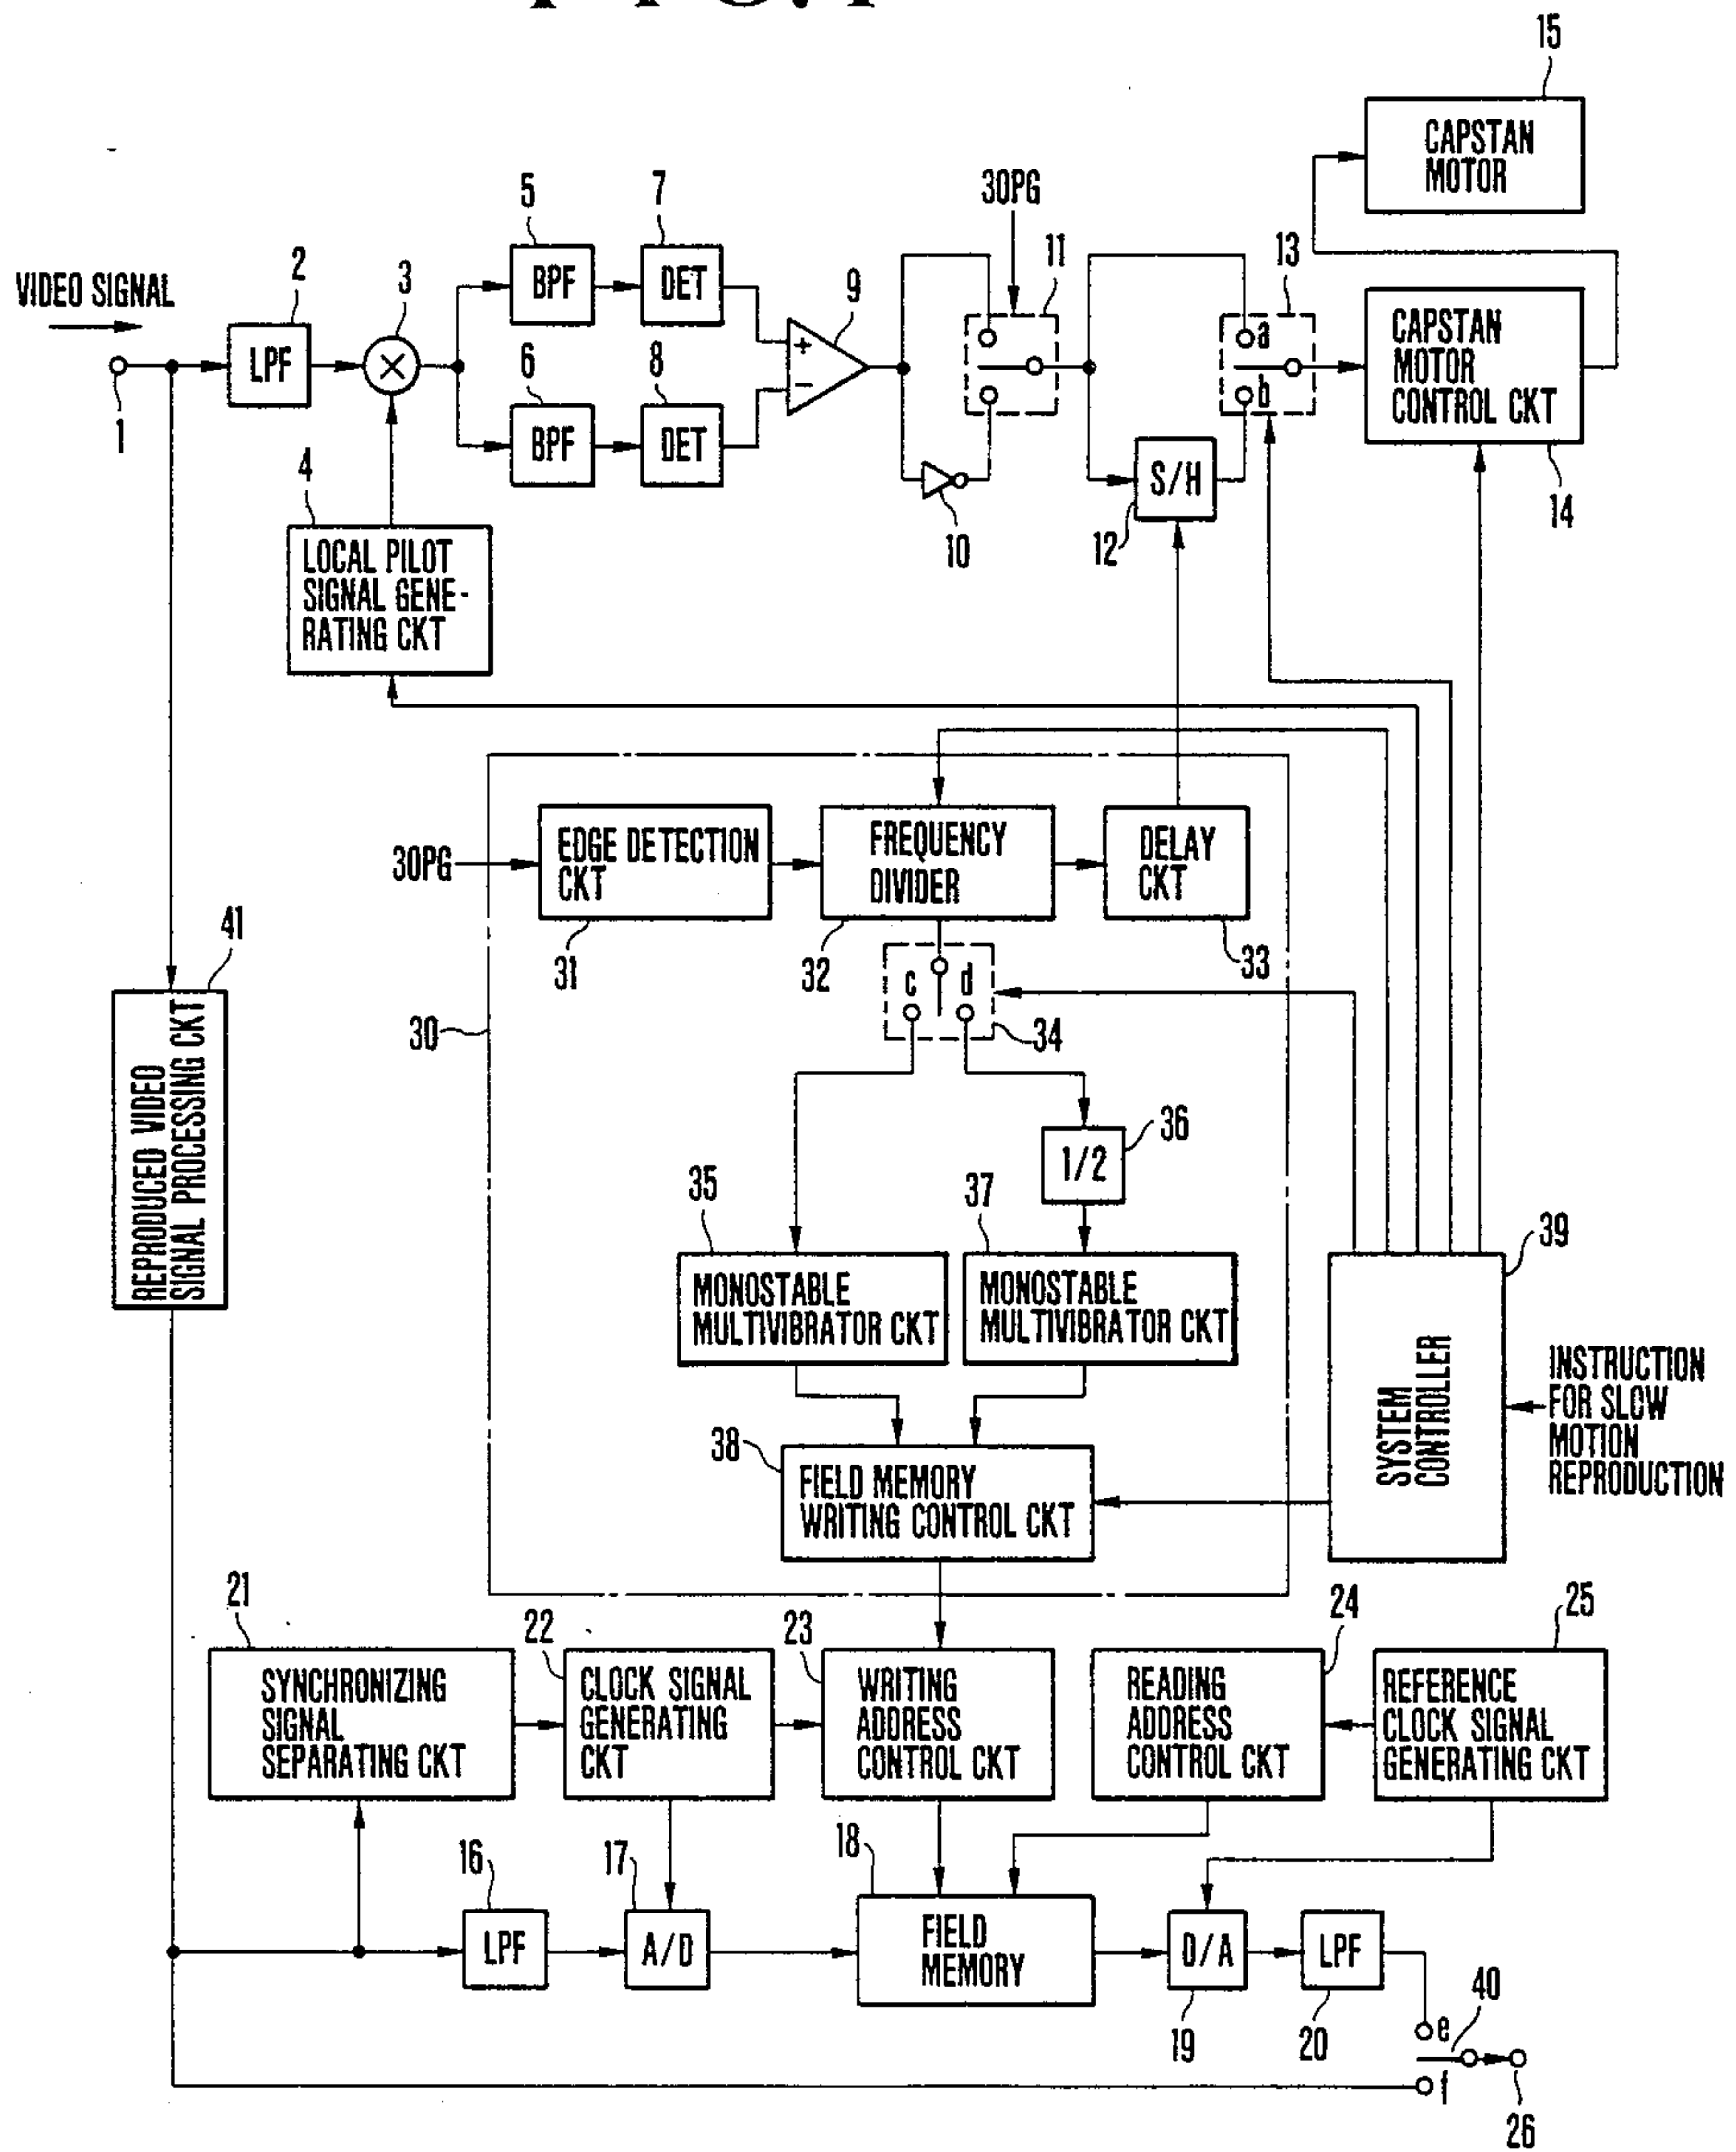 FIG. 1
15
CAPSTAN
MOTOR
5
7
30PG
11
13
VIDEO SIGNAL
2
3
BPF
DET
9
LPF
×
+
−
a
b
CAPSTAN
MOTOR
CONTROL CKT
1
6
8
BPF
DET
4
10
S/H
12
14
LOCAL PILOT
SIGNAL GENE-
RATING CKT
30PG
EDGE DETECTION
CKT
FREQUENCY
DIVIDER
DELAY
CKT
31
32
33
41
c
d
30
34
REPRODUCED VIDEO
SIGNAL PROCESSING CKT
36
1/2
35
37
39
MONOSTABLE
MULTIVIBRATOR CKT
MONOSTABLE
MULTIVIBRATOR CKT
SYSTEM
CONTROLLER
INSTRUCTION
FOR SLOW
MOTION
REPRODUCTION
38
FIELD MEMORY
WRITING CONTROL CKT
21
22
23
24
25
SYNCHRONIZING
SIGNAL
SEPARATING CKT
CLOCK SIGNAL
GENERATING
CKT
WRITING
ADDRESS
CONTROL CKT
READING
ADDRESS
CONTROL CKT
REFERENCE
CLOCK SIGNAL
GENERATING CKT
16
17
18
LPF
A/D
FIELD
MEMORY
D/A
LPF
19
20
e
40
f
26